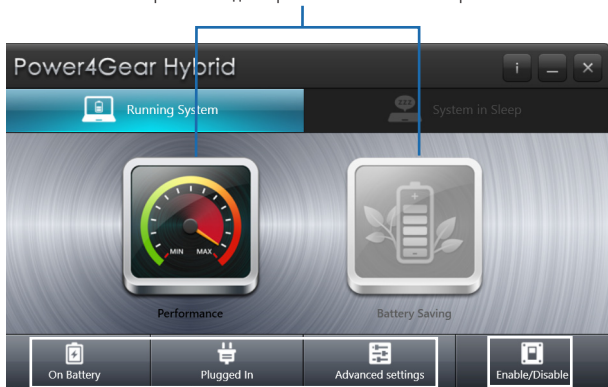 Power4Gear Hybrid
i
Running System
zzz
System in Sleep
MIN MAX
Performance
Battery Saving
On Battery
Plugged In
Advanced settings
Enable/Disable